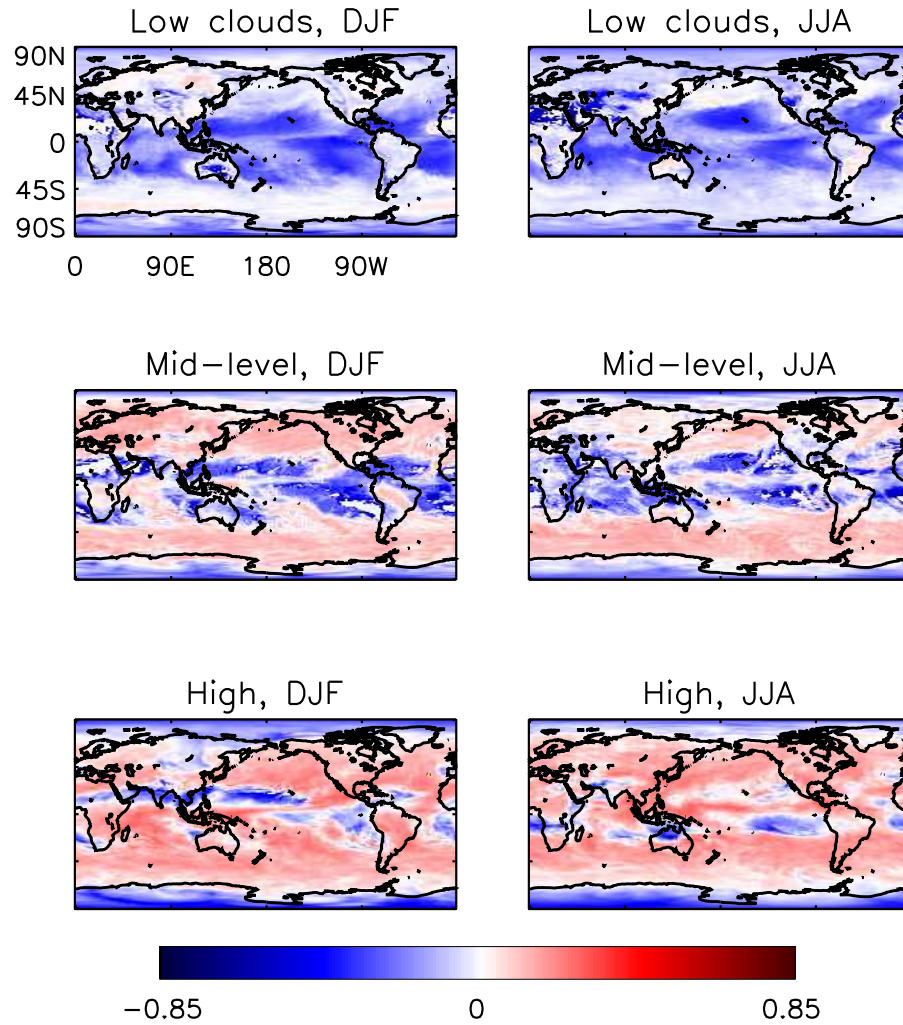 Low clouds, DJF
Low clouds, JJA
90N
45N
0
45S
90S
0 90E 180 90W
Mid-level, DJF
Mid-level, JJA
High, DJF
High, JJA
-0.85 0 0.85